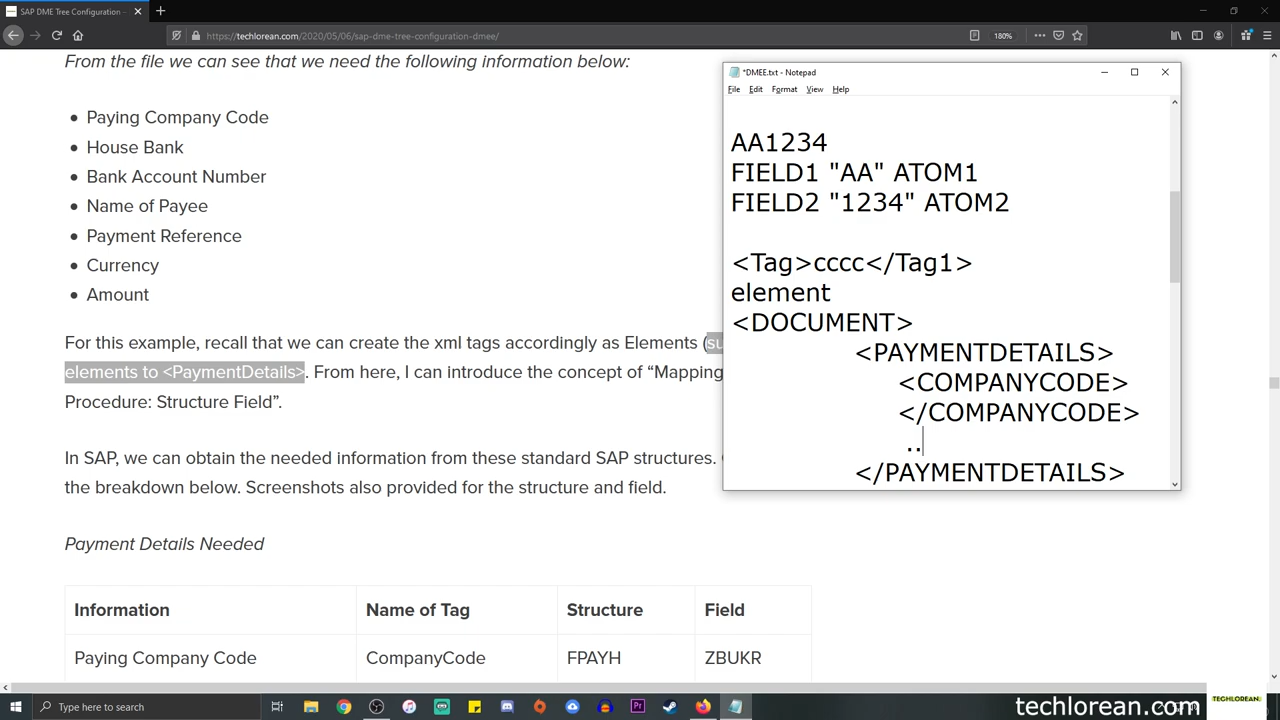 SAP DME Tree Configuration -
https://techlorean.com/2020/05/06/sap-dme-tree-configuration-dmee/
180%
From the file we can see that we need the following information below:
Paying Company Code
House Bank
Bank Account Number
Name of Payee
Payment Reference
Currency
Amount
For this example, recall that we can create the xml tags accordingly as Elements (su
elements to <PaymentDetails>. From here, I can introduce the concept of “Mapping
Procedure: Structure Field”.
In SAP, we can obtain the needed information from these standard SAP structures.
the breakdown below. Screenshots also provided for the structure and field.
Payment Details Needed
Information Name of Tag Structure Field
Paying Company Code CompanyCode FPAYH ZBUKR
*DMEE.txt - Notepad
File Edit Format View Help
AA1234
FIELD1 "AA" ATOM1
FIELD2 "1234" ATOM2
<Tag>cccc</Tag1>
element
<DOCUMENT>
<PAYMENTDETAILS>
<COMPANYCODE>
</COMPANYCODE>
..
</PAYMENTDETAILS>
Type here to search
techlorean.com
TECHLOREAN